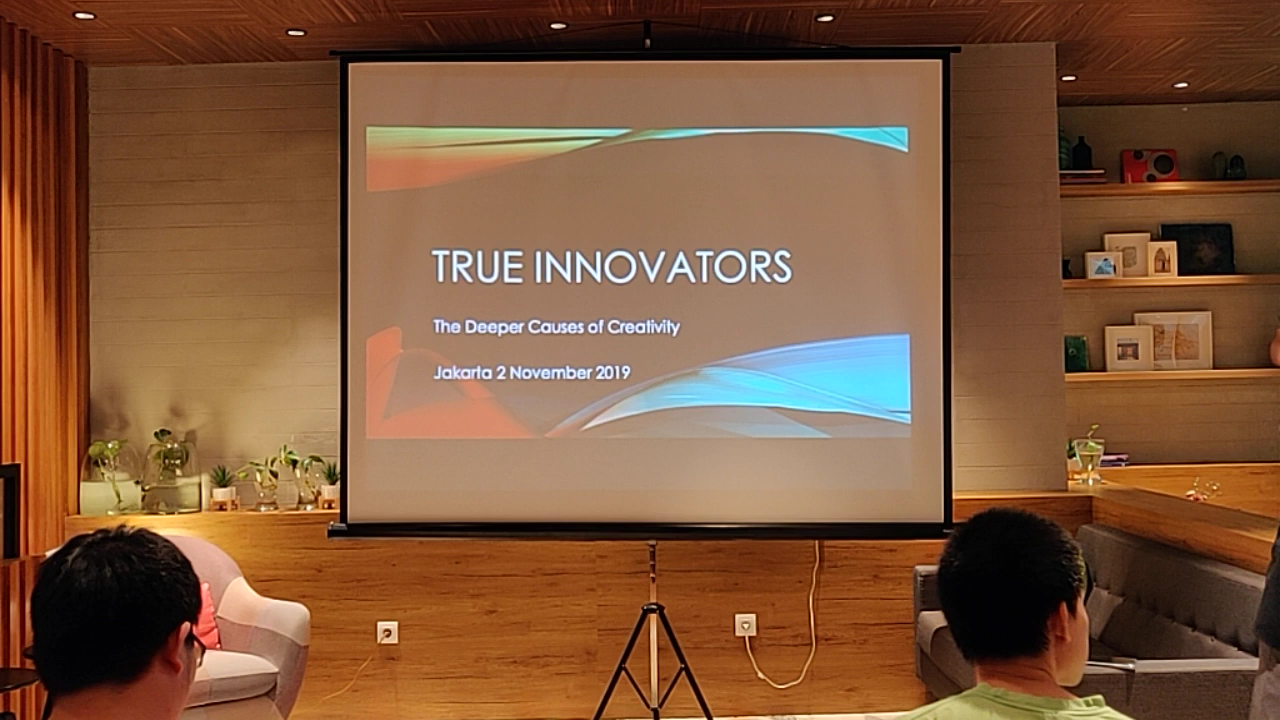 TRUE INNOVATORS
The Deeper Causes of Creativity
Jakarta 2 November 2019